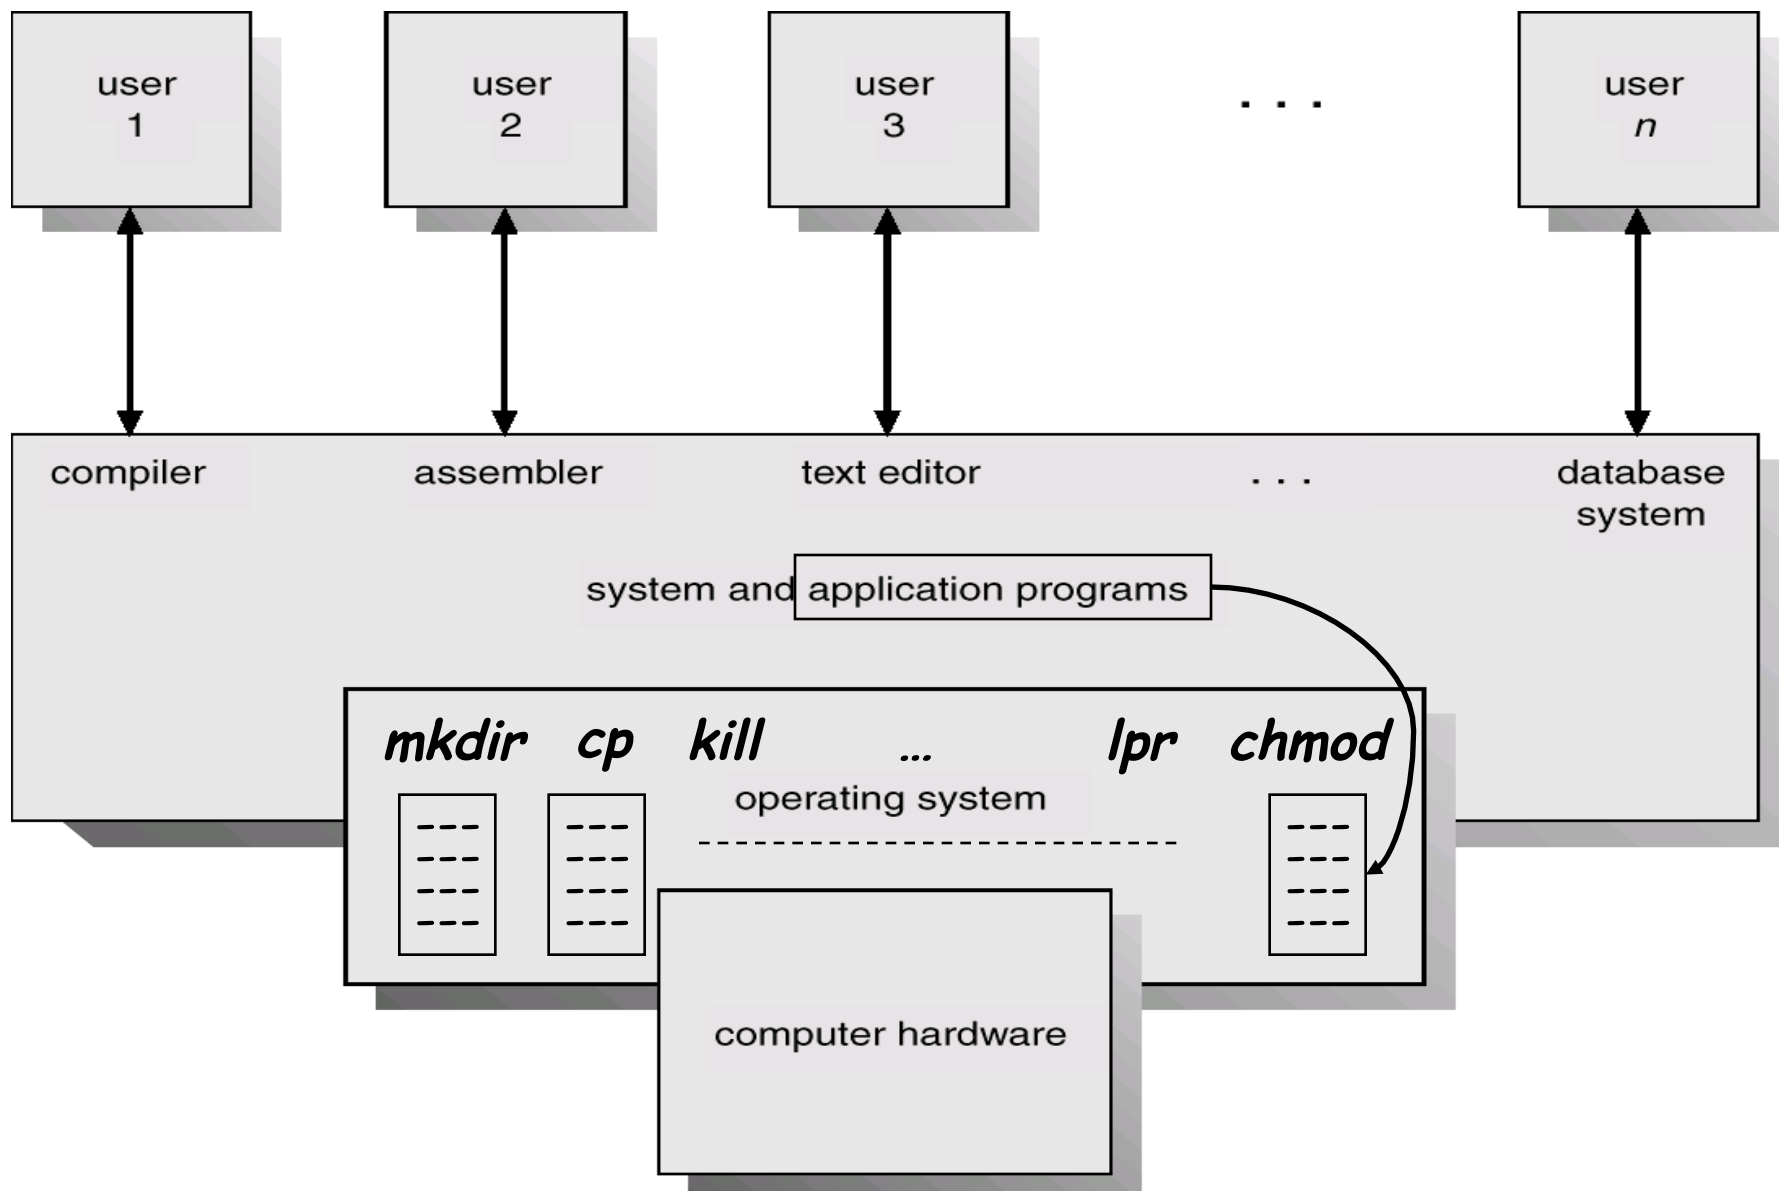 user
1
user
2
user
3
. . .
user
n
compiler
assembler
text editor
. . .
database
system
system and application programs
mkdir cp kill ... lpr chmod
operating system
computer hardware